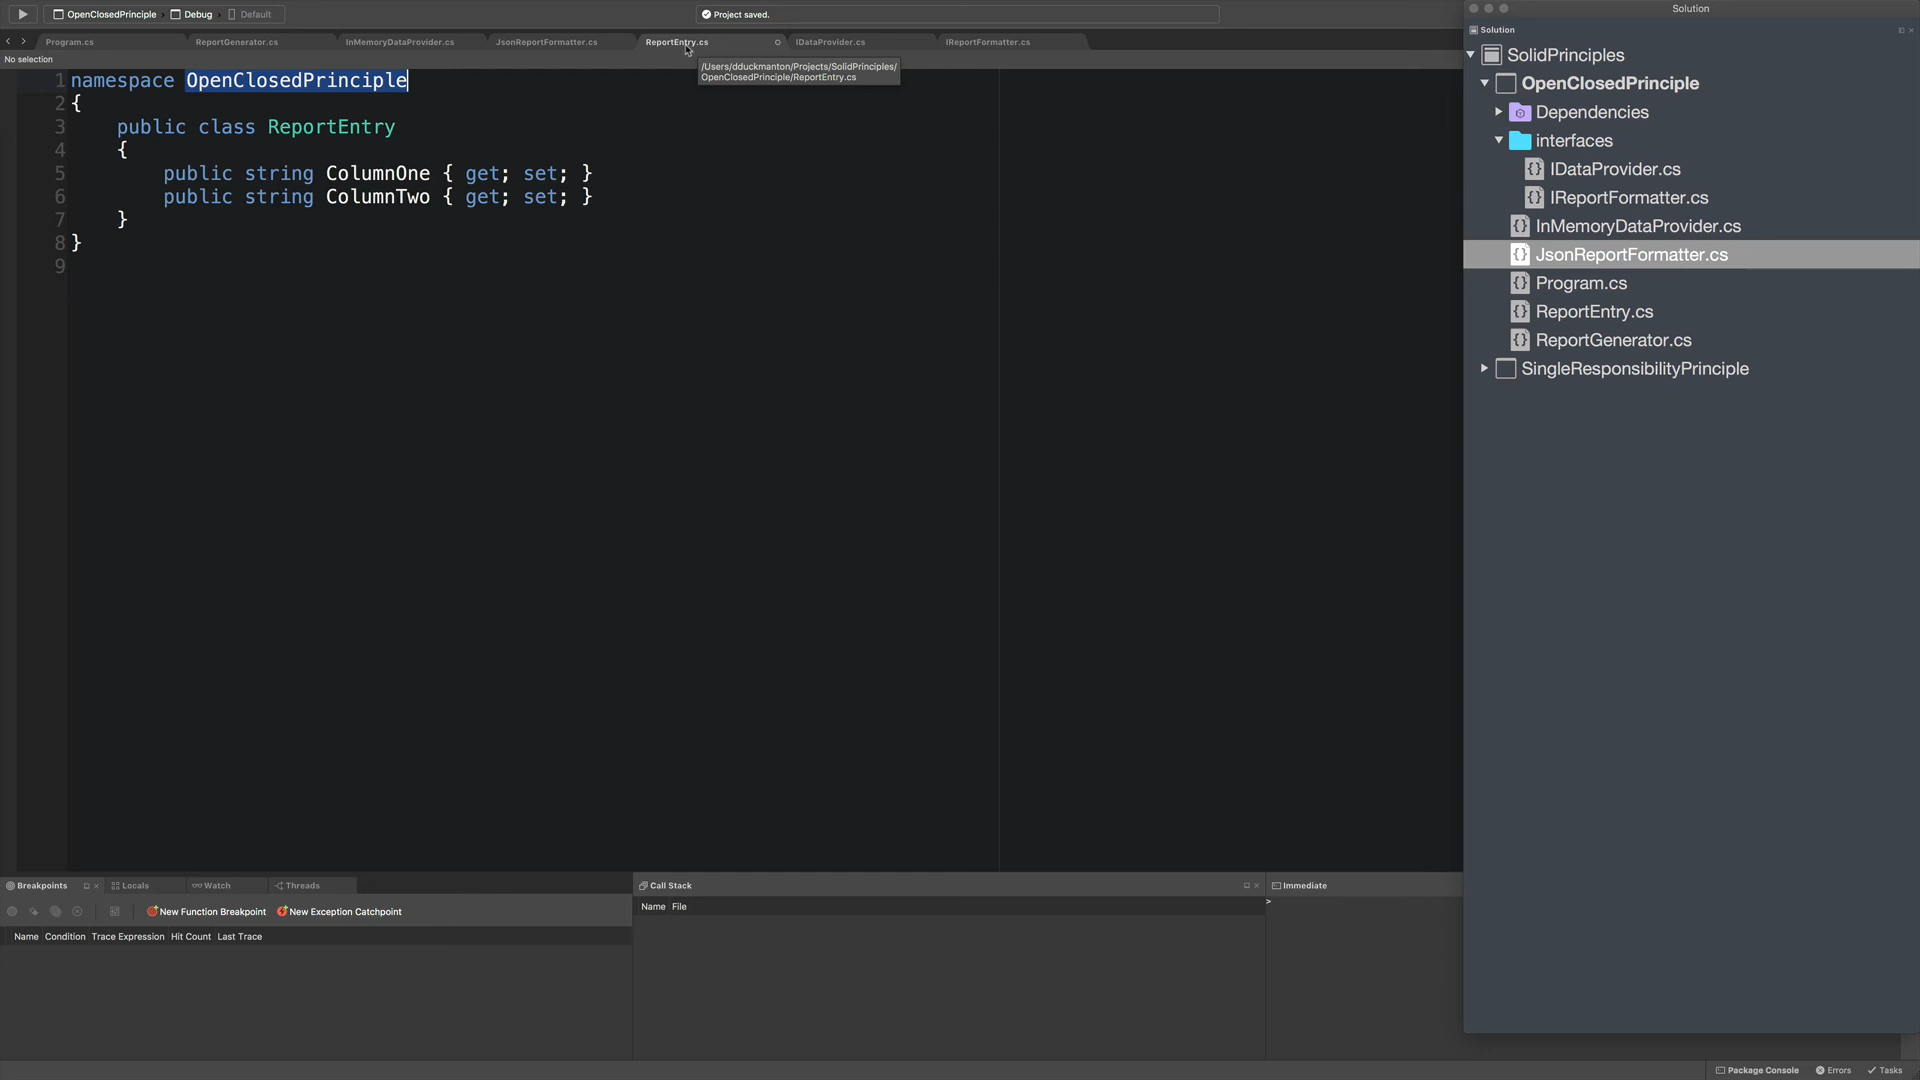 OpenClosedPrinciple › Debug › Default
Project saved.
Solution
Program.cs
ReportGenerator.cs
InMemoryDataProvider.cs
JsonReportFormatter.cs
ReportEntry.cs
IDataProvider.cs
IReportFormatter.cs
No selection
/Users/dduckmanton/Projects/SolidPrinciples/
OpenClosedPrinciple/ReportEntry.cs
1 namespace OpenClosedPrinciple
2 {
3 public class ReportEntry
4 {
5 public string ColumnOne { get; set; }
6 public string ColumnTwo { get; set; }
7 }
8 }
9
Solution
SolidPrinciples
OpenClosedPrinciple
Dependencies
interfaces
IDataProvider.cs
IReportFormatter.cs
InMemoryDataProvider.cs
JsonReportFormatter.cs
Program.cs
ReportEntry.cs
ReportGenerator.cs
SingleResponsibilityPrinciple
Breakpoints
Locals
Watch
Threads
New Function Breakpoint
New Exception Catchpoint
Name Condition Trace Expression Hit Count Last Trace
Call Stack
Name File
Immediate
>
Package Console
Errors
Tasks